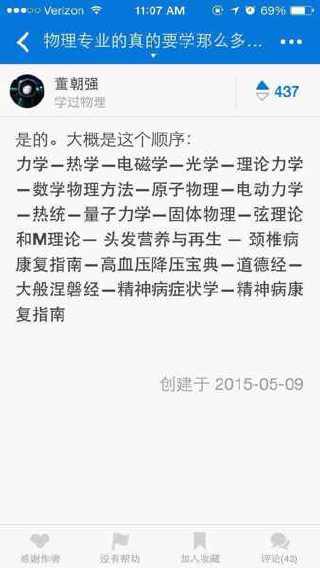 Verizon 11:07 AM 69%
物理专业的真的要学那么多...
董朝强
学过物理
437
是的。大概是这个顺序：
力学—热学—电磁学—光学—理论力学
—数学物理方法—原子物理—电动力学
—热统—量子力学—固体物理—弦理论
和M理论— 头发营养与再生 — 颈椎病
康复指南—高血压降压宝典—道德经—
大般涅磐经—精神病症状学—精神病康
复指南
创建于 2015-05-09
感谢作者 没有帮助 加入收藏 评论(43)